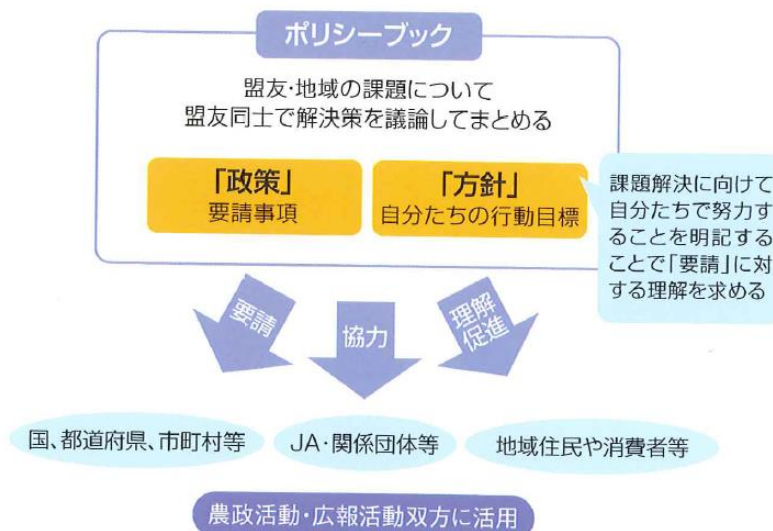 ポリシーブック
盟友・地域の課題について
盟友同士で解決策を議論してまとめる
「政策」
要請事項
「方針」
自分たちの行動目標
課題解決に向けて
自分たちで努力す
ることを明記する
ことで「要請」に対
する理解を求める
要請
協力
理解
促進
国、都道府県、市町村等
JA・関係団体等
地域住民や消費者等
農政活動・広報活動双方に活用